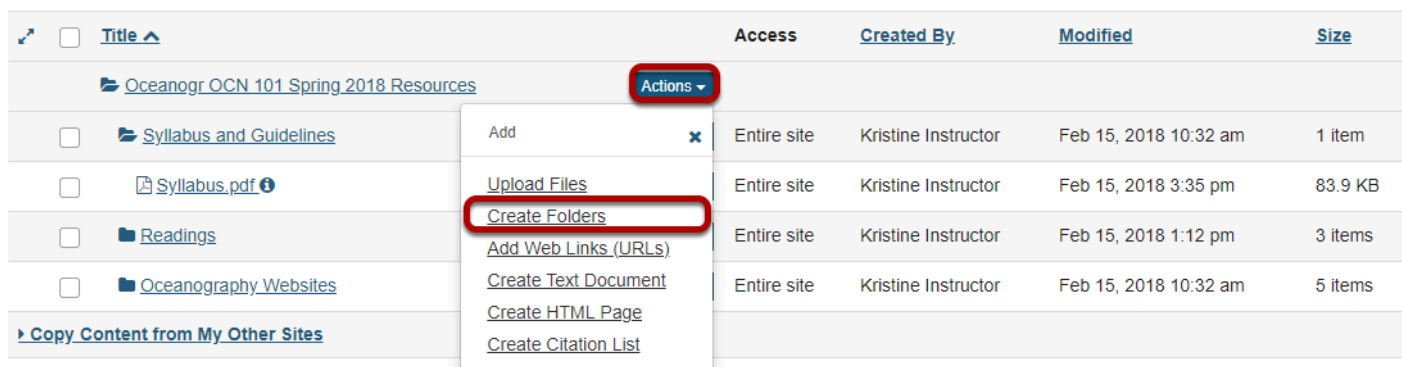 Title Access Created By Modified Size
Oceanogr OCN 101 Spring 2018 Resources Actions
Add
Syllabus and Guidelines Entire site Kristine Instructor Feb 15, 2018 10:32 am 1 item
Syllabus.pdf Upload Files Entire site Kristine Instructor Feb 15, 2018 3:35 pm 83.9 KB
Create Folders
Readings Entire site Kristine Instructor Feb 15, 2018 1:12 pm 3 items
Add Web Links (URLs)
Oceanography Websites Create Text Document Entire site Kristine Instructor Feb 15, 2018 10:32 am 5 items
Create HTML Page
Copy Content from My Other Sites
Create Citation List